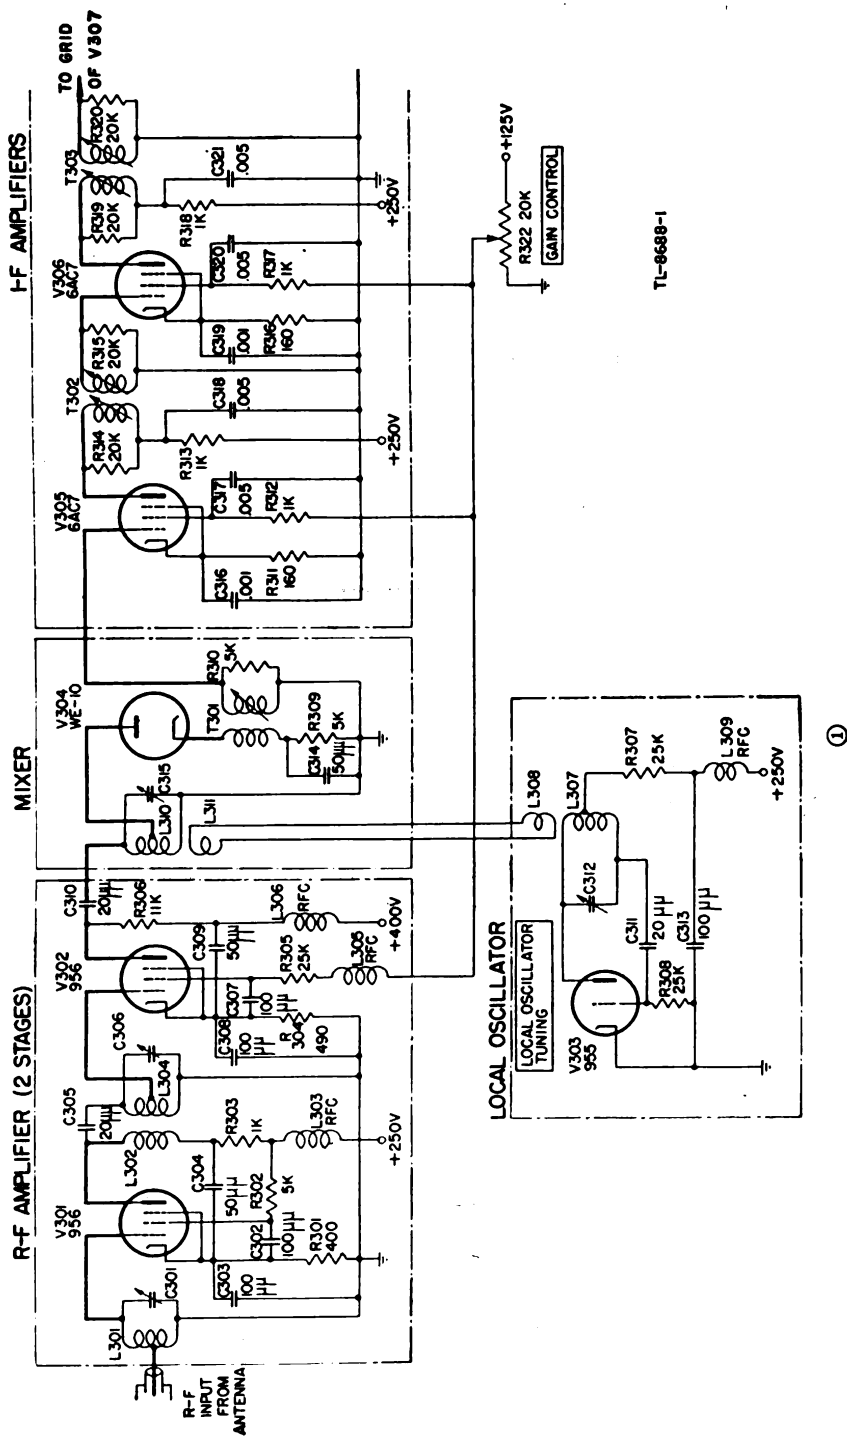 R-F AMPLIFIER (2 STAGES)
MIXER
I-F AMPLIFIERS
R-F
INPUT
FROM
ANTENNA
L301
C301
V301
956
C303
100 μμ
C302
100 μμ
R301
400
C304
50 μμ
R302
5K
R303
1K
L303
RFC
+250V
L302
C305
20 μμ
L304
C306
V302
956
C308
100 μμ
R
304
490
C307
100 μμ
R305
25K
L305
RFC
C309
50 μμ
L306
RFC
+400V
R306
11K
C310
20 μμ
L310
C315
L311
V304
WE-10
T301
C314
50 μμ
R309
5K
R310
5K
V305
6AC7
C316
.001
R311
160
C317
.005
R312
1K
R313
1K
+250V
C318
.005
R314
20K
T302
R315
20K
V306
6AC7
C319
.001
R316
160
C320
.005
R317
1K
R318
1K
+250V
C321
.005
R319
20K
T303
R320
20K
TO GRID
OF V307
LOCAL OSCILLATOR
LOCAL OSCILLATOR
TUNING
V303
955
R308
25K
C311
20 μμ
C313
100 μμ
C312
L307
L308
R307
25K
L309
RFC
+250V
+125V
R322 20K
GAIN CONTROL
TL-8688-1
①